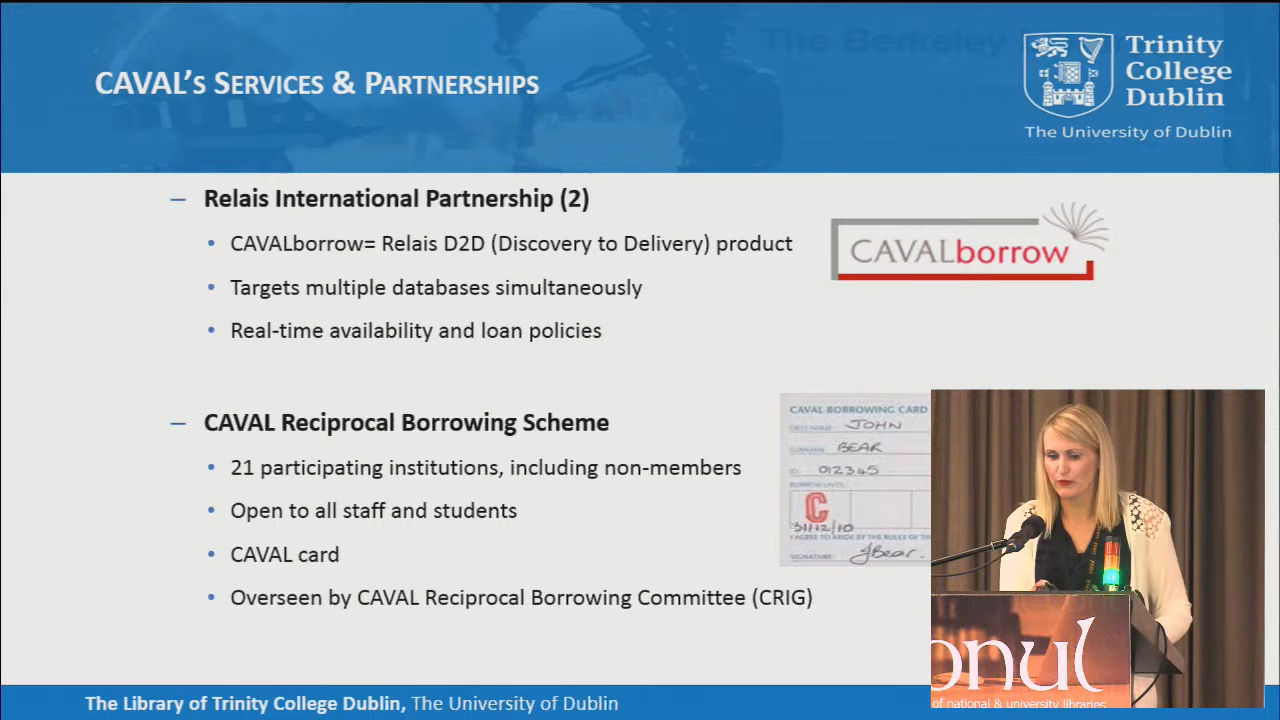 The Berkeley
CAVAL’S SERVICES & PARTNERSHIPS
Trinity
College
Dublin
The University of Dublin
– Relais International Partnership (2)
• CAVALborrow= Relais D2D (Discovery to Delivery) product
• Targets multiple databases simultaneously
• Real-time availability and loan policies
CAVALborrow
– CAVAL Reciprocal Borrowing Scheme
• 21 participating institutions, including non-members
• Open to all staff and students
• CAVAL card
• Overseen by CAVAL Reciprocal Borrowing Committee (CRIG)
CAVAL BORROWING CARD
FIRST NAME: JOHN
SURNAME: BEAR
ID: 012345
BORROW UNTIL:
C
31/12/10
I AGREE TO ABIDE BY THE RULES OF TH
SIGNATURE: JBear.
onul
of national & university libraries
The Library of Trinity College Dublin, The University of Dublin